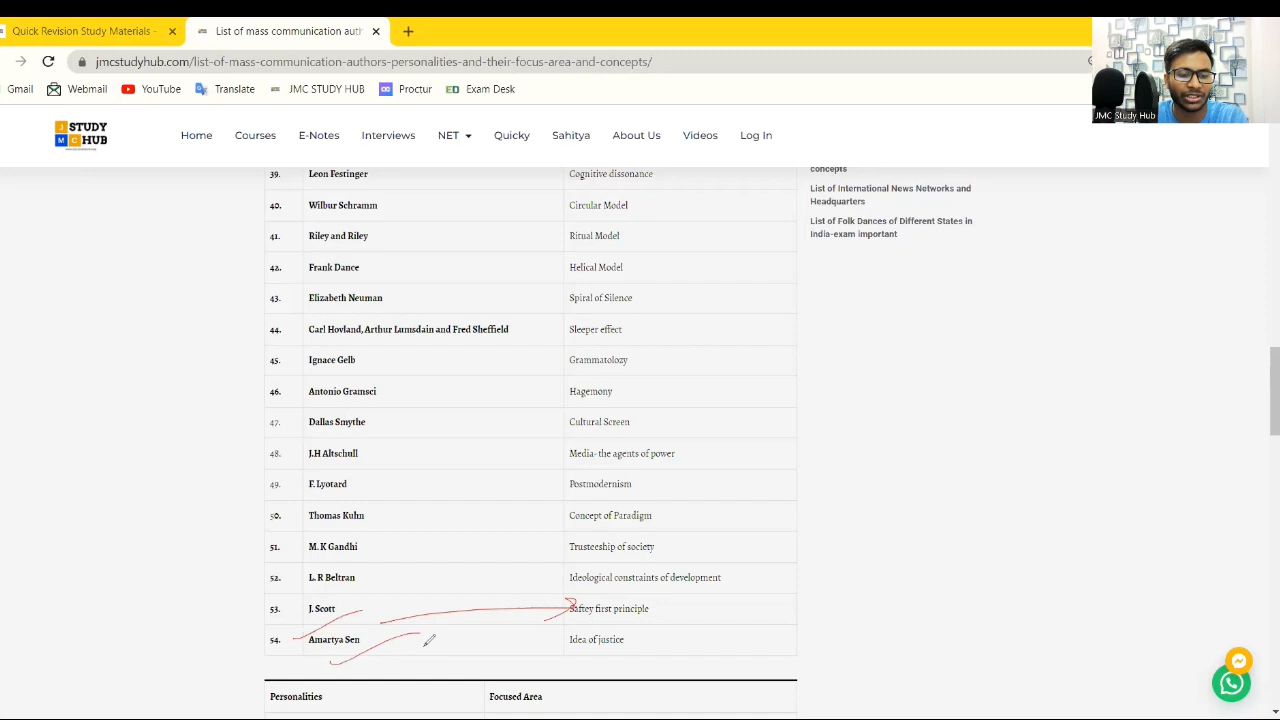 Quick Revision Study Materials -
List of mass communication auth
jmcstudyhub.com/list-of-mass-communication-authors-personalities-and-their-focus-area-and-concepts/
Gmail Webmail YouTube Translate JMC STUDY HUB Proctur ED Exam Desk
JMC Study Hub
J STUDY
M C HUB
Home Courses E-Notes Interviews NET Quicky Sahitya About Us Videos Log In
concepts
List of International News Networks and
Headquarters
List of Folk Dances of Different States in
India-exam important
39. Leon Festinger Cognitive dissonance
40. Wilbur Schramm Circular Model
41. Riley and Riley Ritual Model
42. Frank Dance Helical Model
43. Elizabeth Neuman Spiral of Silence
44. Carl Hovland, Arthur Lumsdain and Fred Sheffield Sleeper effect
45. Ignace Gelb Grammatolozy
46. Antonio Gramsci Hagemony
47. Dallas Smythe Cultural Screen
48. J.H Altschull Media- the agents of power
49. F. Lyotard Postmodernism
50. Thomas Kuhn Concept of Paradigm
51. M. K Gandhi Trusteeship of society
52. L.R Beltran Ideological constraints of development
53. J. Scott Saftey first principle
54. Amartya Sen Idea of justice
Personalities Focused Area